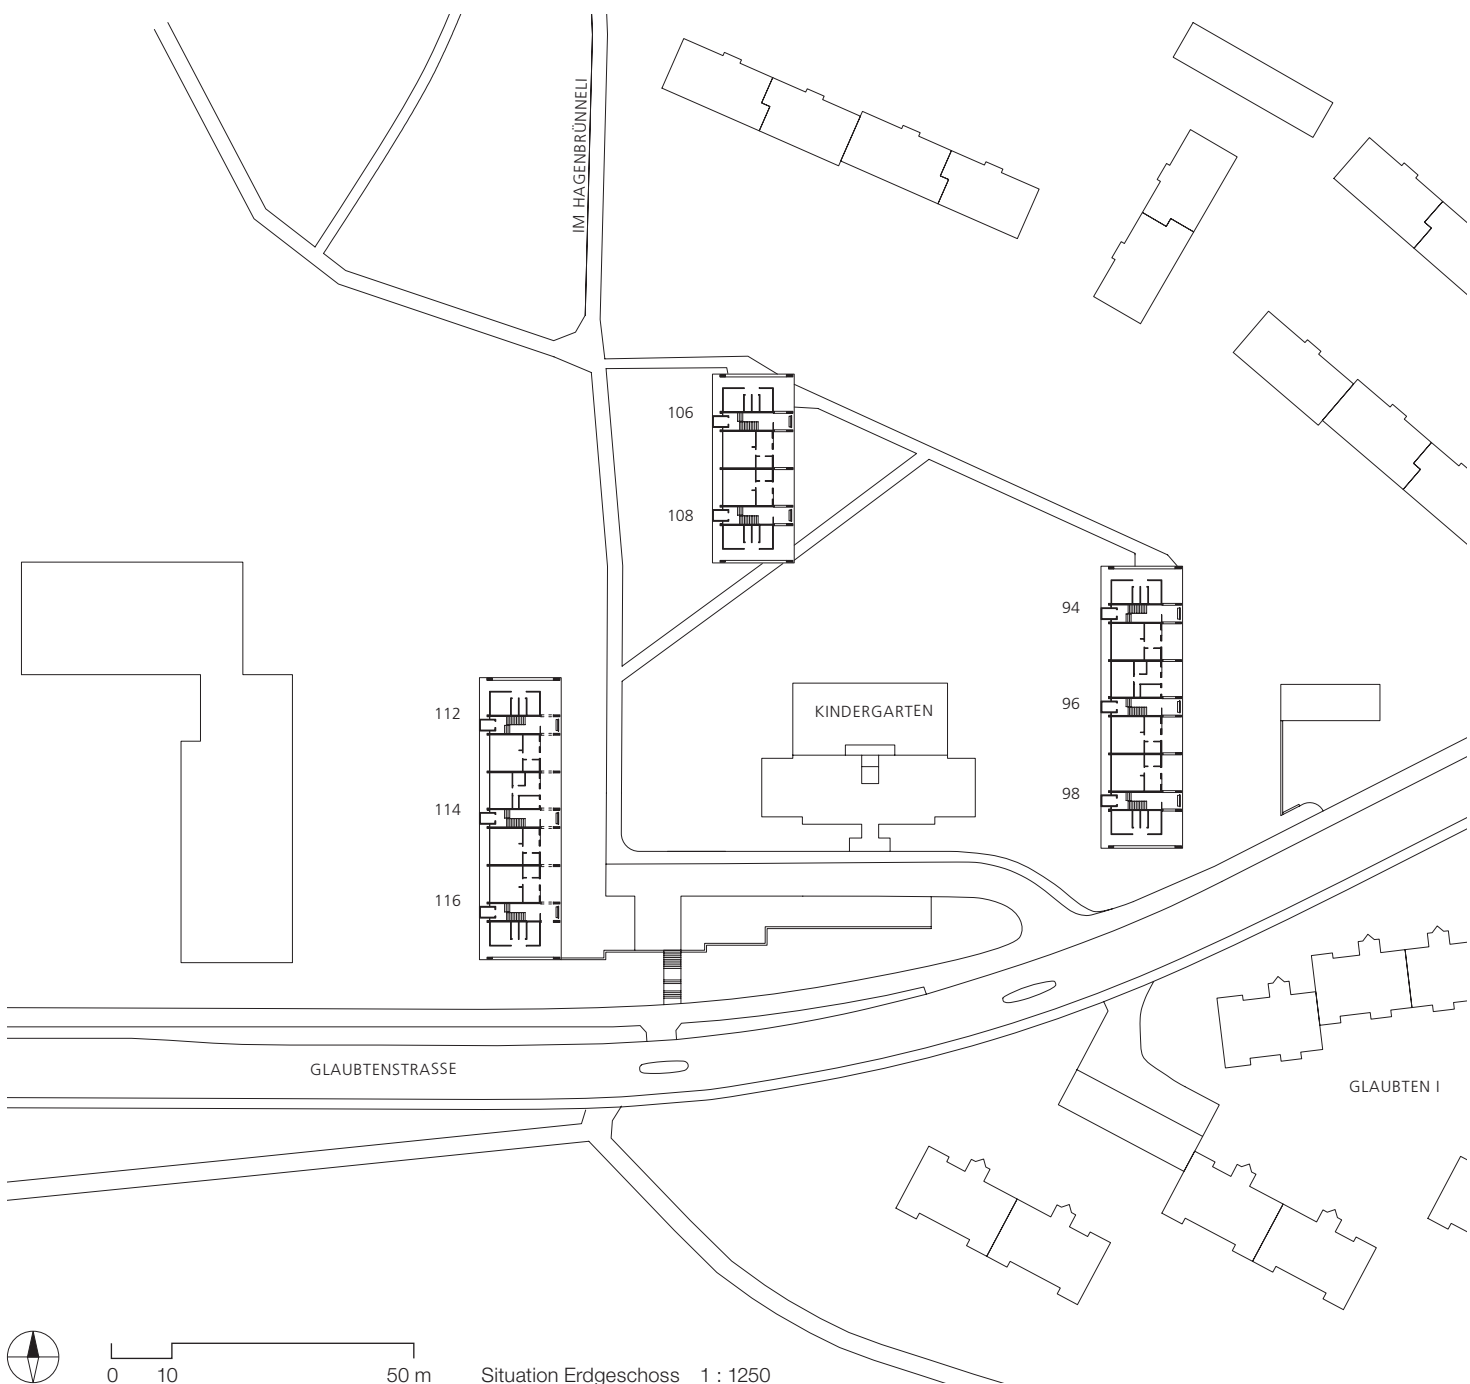 IM HAGENBRÜNNELI
106
108
94
96
98
112
114
116
KINDERGARTEN
GLAUBTENSTRASSE
GLAUBTEN I
0 10 50 m
Situation Erdgeschoss 1 : 1250